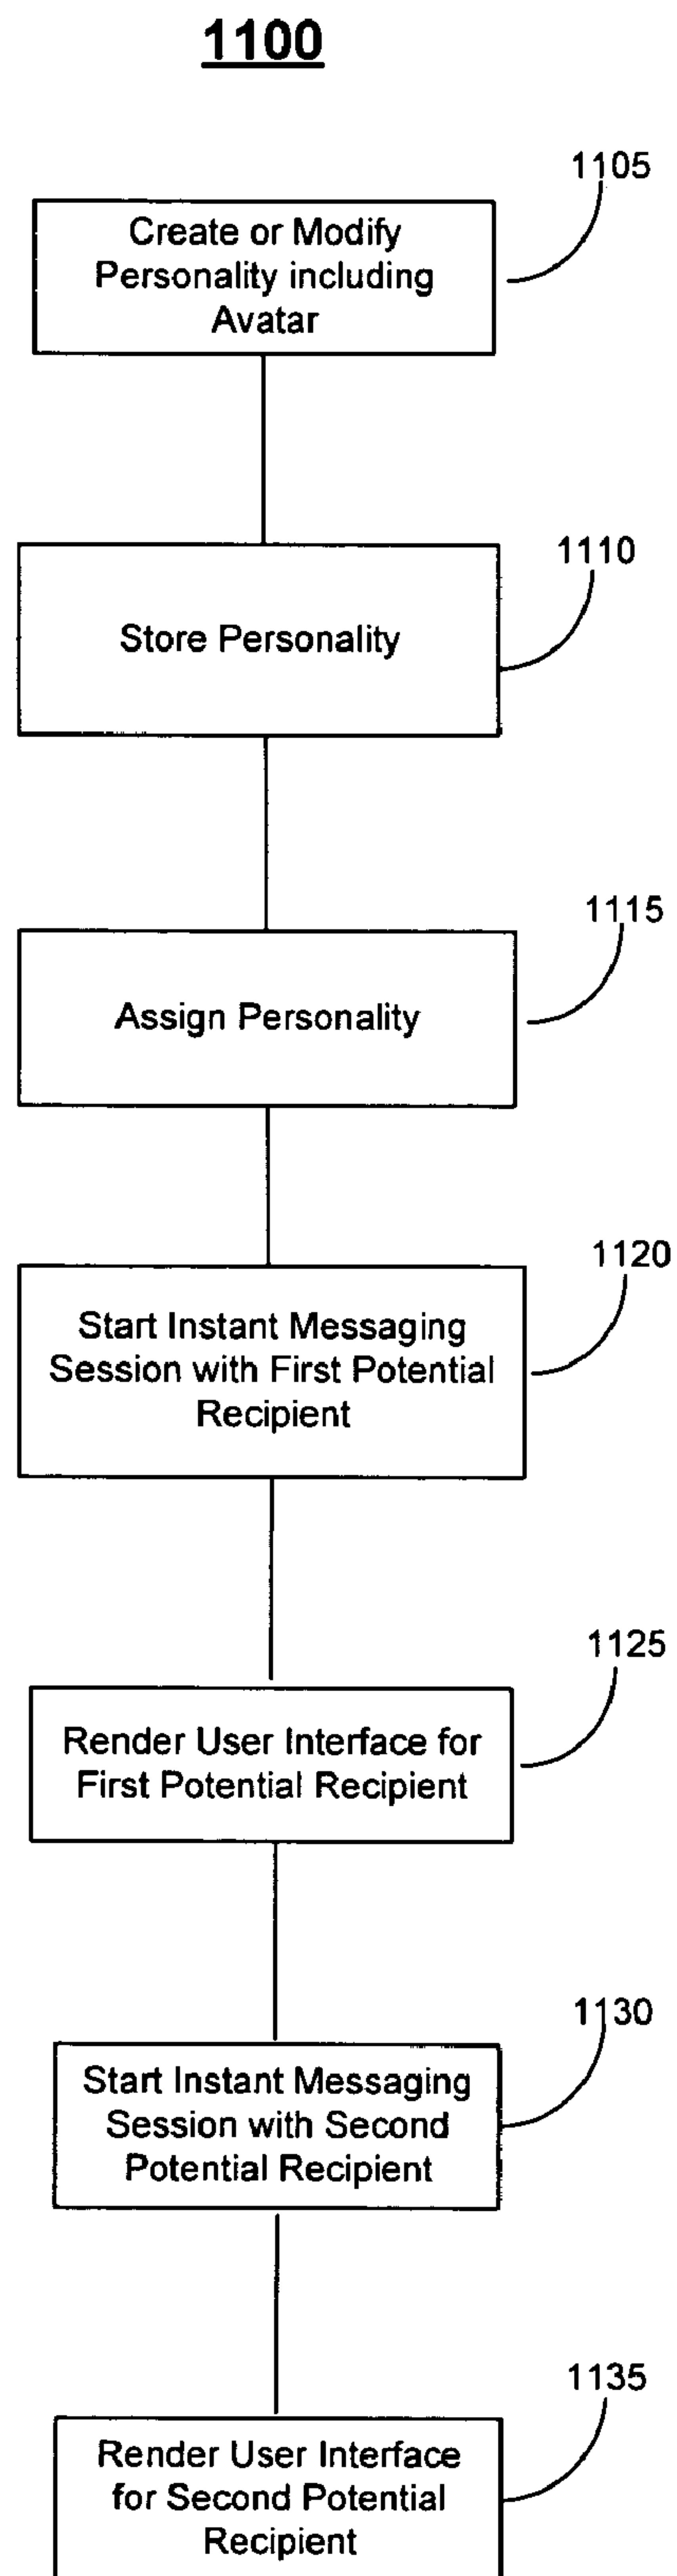 1100
1105
Create or Modify
Personality including
Avatar
1110
Store Personality
1115
Assign Personality
1120
Start Instant Messaging
Session with First Potential
Recipient
1125
Render User Interface for
First Potential Recipient
1130
Start Instant Messaging
Session with Second
Potential Recipient
1135
Render User Interface
for Second Potential
Recipient